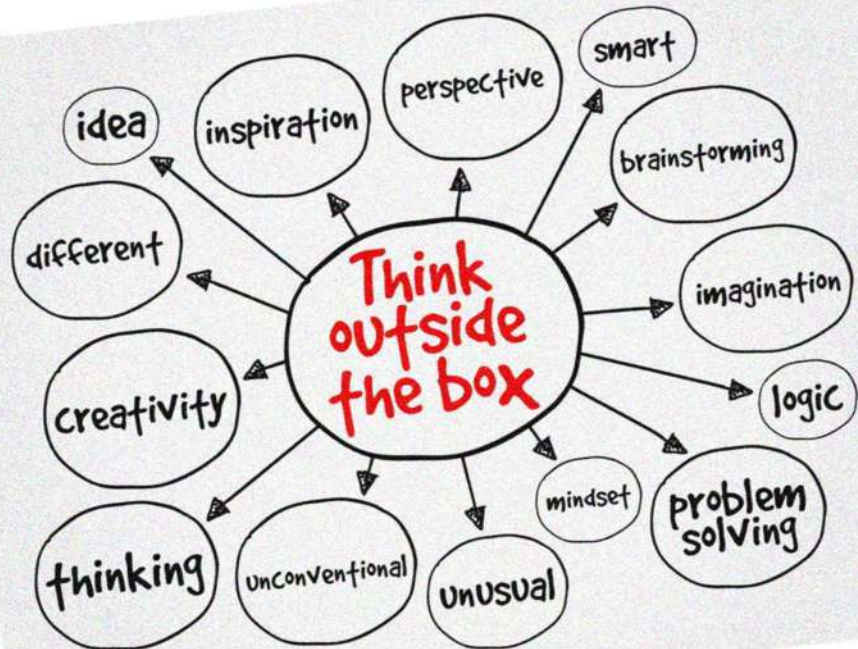 smart
perspective
inspiration
idea
brainstorming
different
Think
outside
the box
imagination
creativity
logic
mindset
problem
solving
thinking
unconventional
unusual